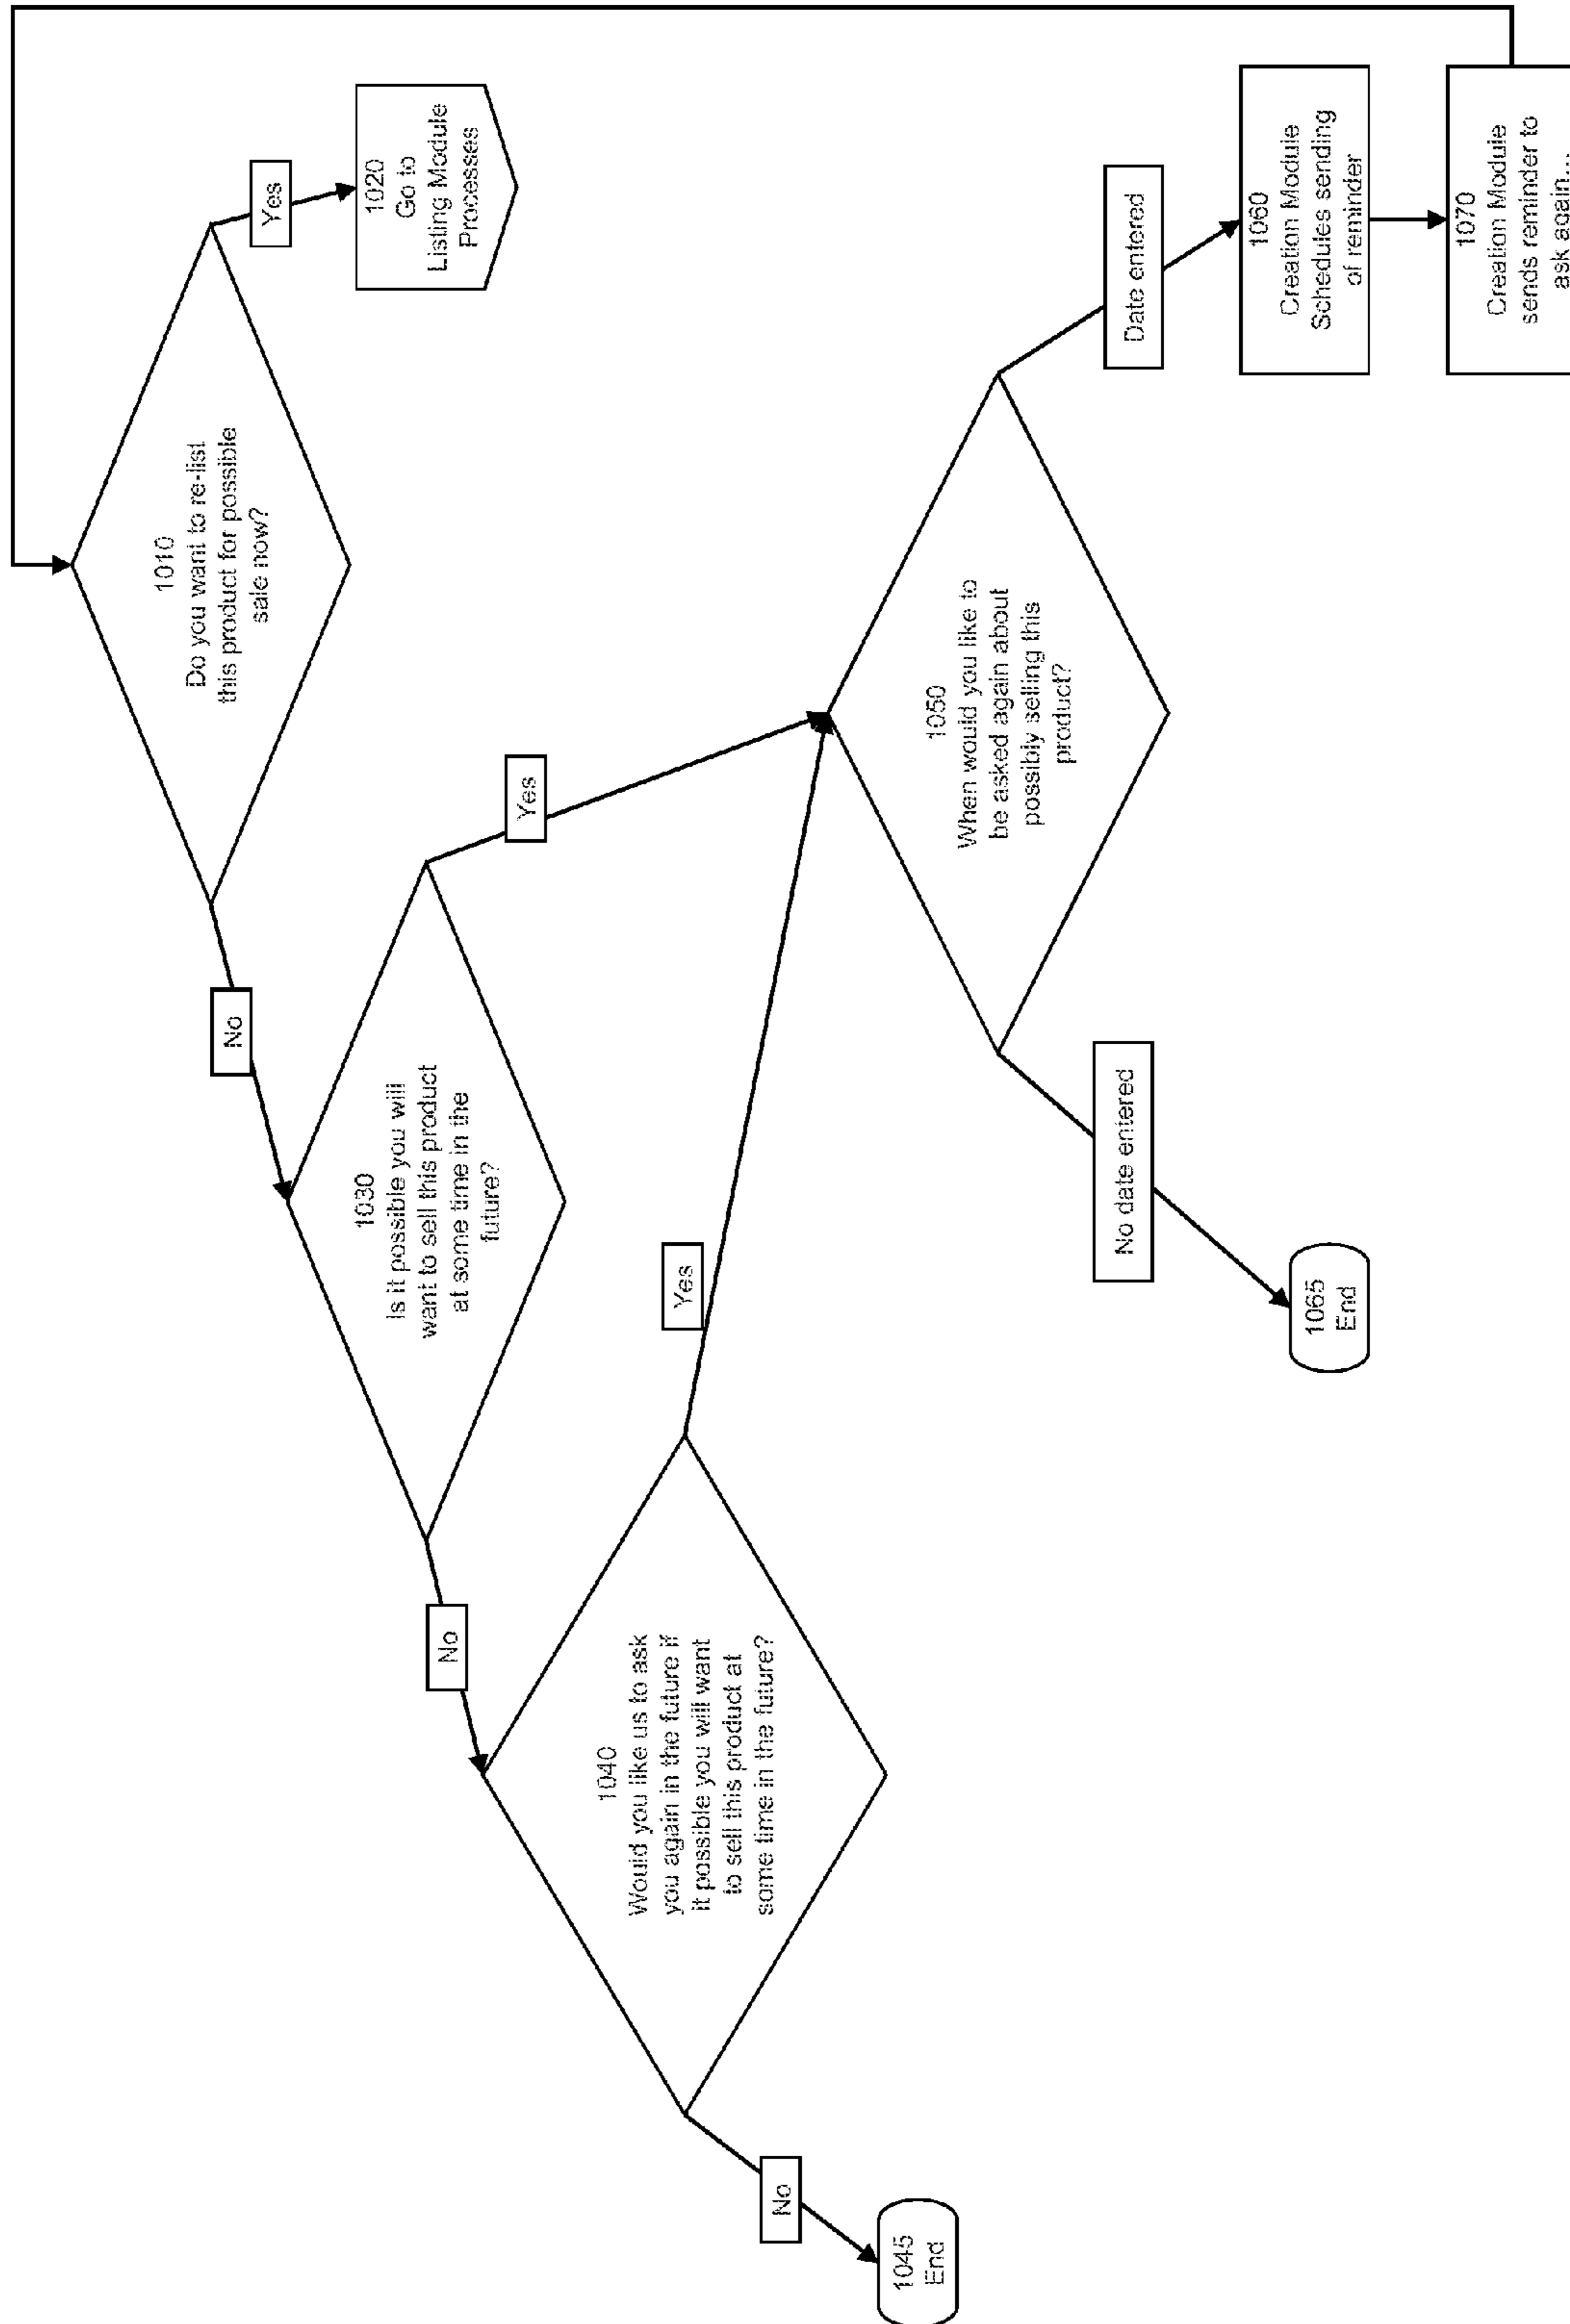 1010
Do you want to re-list
this product for possible
sale now?
Yes
1020
Go to
Listing Module
Processes
No
1030
Is it possible you will
want to sell this product
at some time in the
future?
Yes
No
1040
Would you like us to ask
you again in the future if
it possible you will want
to sell this product at
some time in the future?
Yes
No
1045
End
1050
When would you like to
be asked again about
possibly selling this
product?
No date entered
1065
End
Date entered
1060
Creation Module
Schedules sending
of reminder
1070
Creation Module
sends reminder to
ask again...